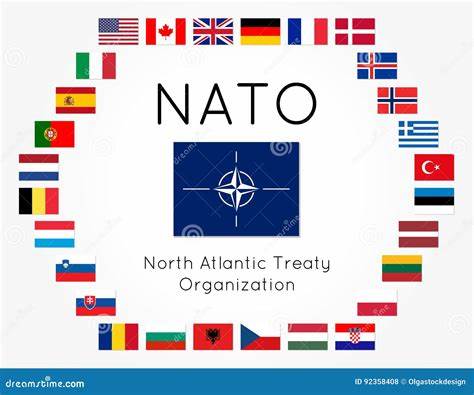 NATO
North Atlantic Treaty
Organization
dreamstime.com
ID 92358408 © Olgastockdesign